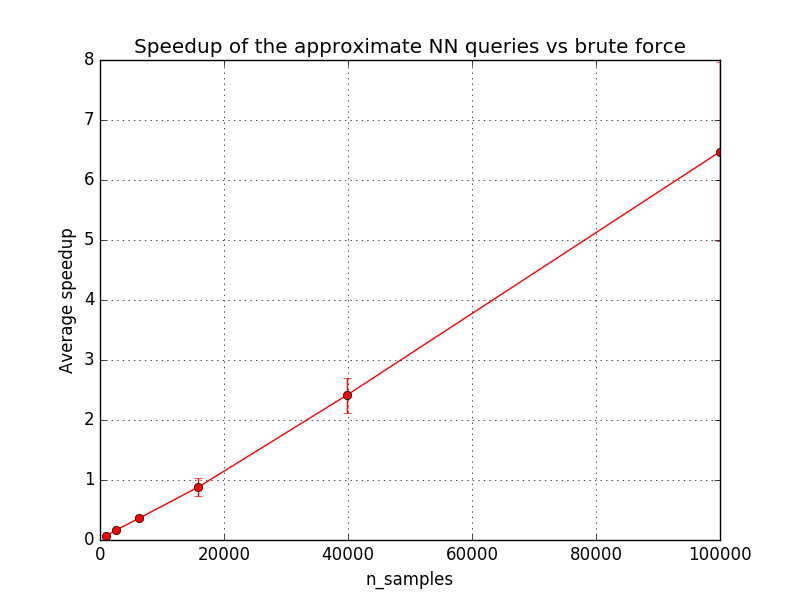 Speedup of the approximate NN queries vs brute force
8
7
6
5
4
3
2
1
0
Average speedup
0 20000 40000 60000 80000 100000
n_samples